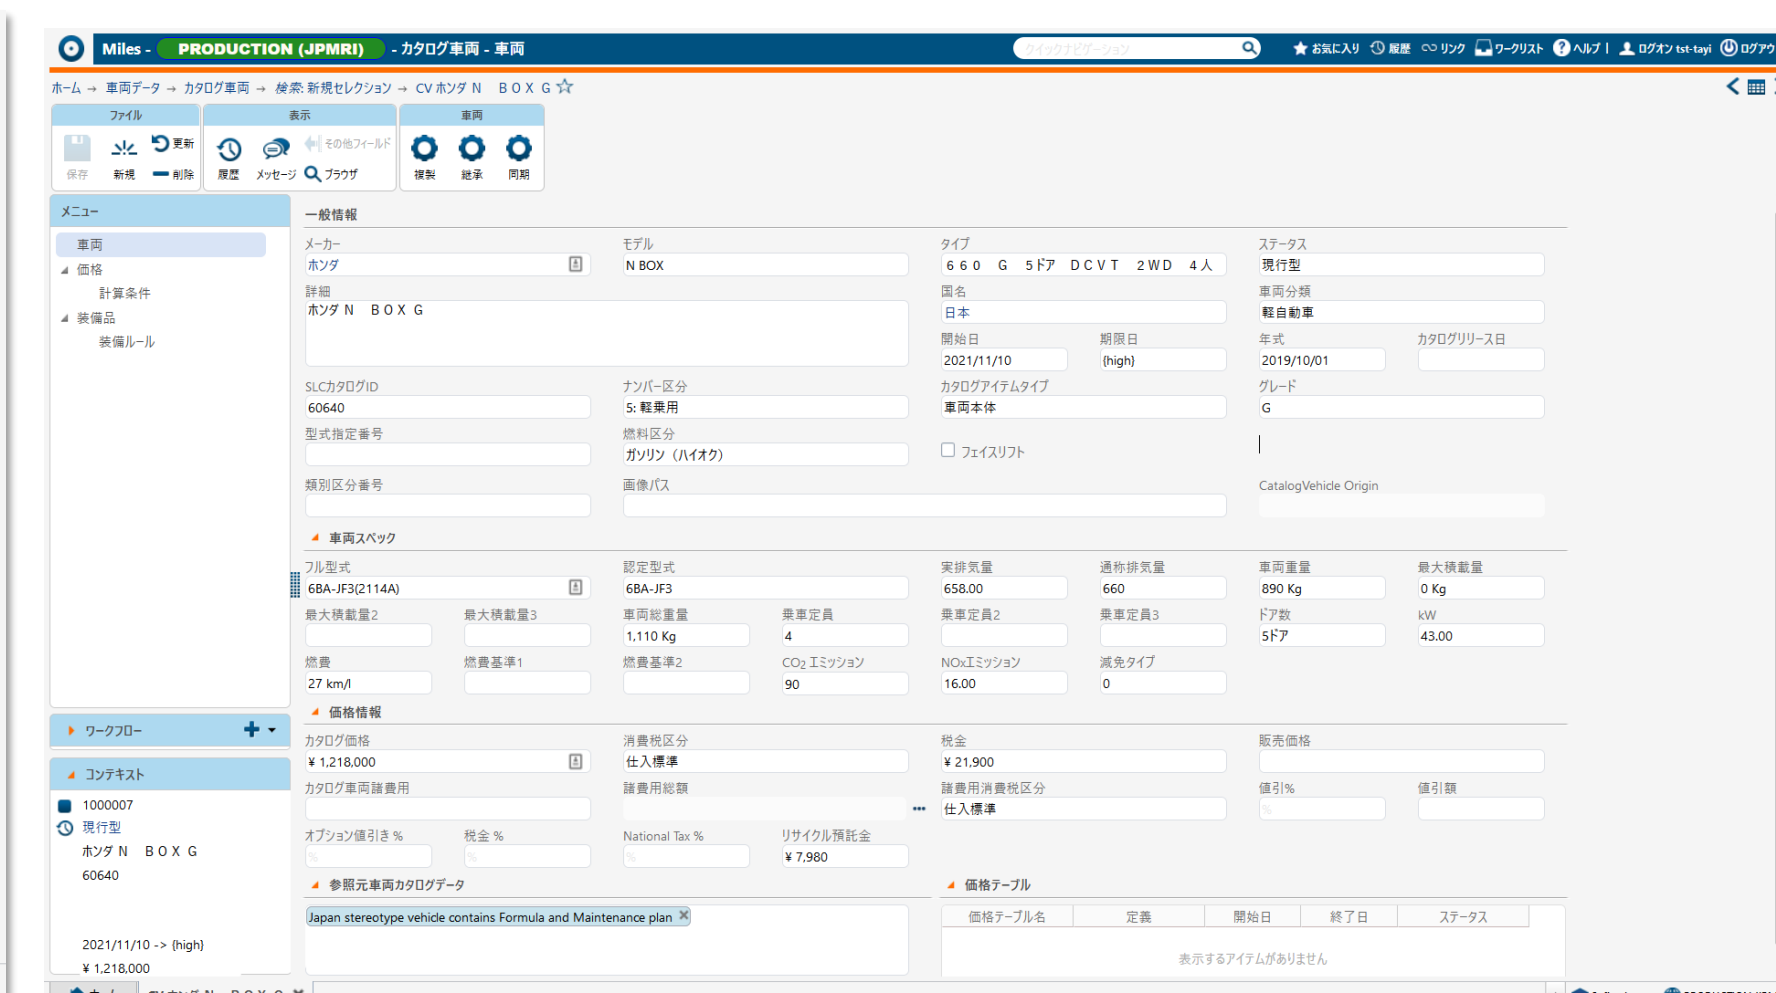 Miles - PRODUCTION (JPMRI) - カタログ車両 - 車両
クイックナビゲーション
お気に入り 履歴 リンク ワークリスト ヘルプ | ログオン tst-tayi ログアウ
ホーム → 車両データ → カタログ車両 → 検索: 新規セレクション → CV ホンダ N　ＢＯＸ Ｇ
ファイル 表示 車両
保存 新規 更新 削除 履歴 メッセージ その他フィールド ブラウザ 複製 継承 同期
メニュー
車両
価格
計算条件
装備品
装備ルール
ワークフロー
コンテキスト
1000007
現行型
ホンダ N　ＢＯＸ Ｇ
60640
2021/11/10 -> {high}
¥ 1,218,000
一般情報
メーカー モデル タイプ ステータス
ホンダ N BOX ６６０　Ｇ　5ドア　ＤＣＶＴ　２ＷＤ　4人 現行型
詳細 国名 車両分類
ホンダ N　ＢＯＸ Ｇ 日本 軽自動車
開始日 期限日 年式 カタログリリース日
2021/11/10 {high} 2019/10/01
SLCカタログID ナンバー区分 カタログアイテムタイプ グレード
60640 5: 軽乗用 車両本体 G
型式指定番号 燃料区分
ガソリン（ハイオク） フェイスリフト
類別区分番号 画像パス CatalogVehicle Origin
車両スペック
フル型式 認定型式 実排気量 通称排気量 車両重量 最大積載量
6BA-JF3(2114A) 6BA-JF3 658.00 660 890 Kg 0 Kg
最大積載量2 最大積載量3 車両総重量 乗車定員 乗車定員2 乗車定員3 ドア数 kW
1,110 Kg 4 5ドア 43.00
燃費 燃費基準1 燃費基準2 CO₂ エミッション NOxエミッション 減免タイプ
27 km/l 90 16.00 0
価格情報
カタログ価格 消費税区分 税金 販売価格
¥ 1,218,000 仕入標準 ¥ 21,900
カタログ車両諸費用 諸費用総額 諸費用消費税区分 値引% 値引額
仕入標準 %
オプション値引き % 税金 % National Tax % リサイクル預託金
% % % ¥ 7,980
参照元車両カタログデータ 価格テーブル
Japan stereotype vehicle contains Formula and Maintenance plan
価格テーブル名 定義 開始日 終了日 ステータス
表示するアイテムがありません